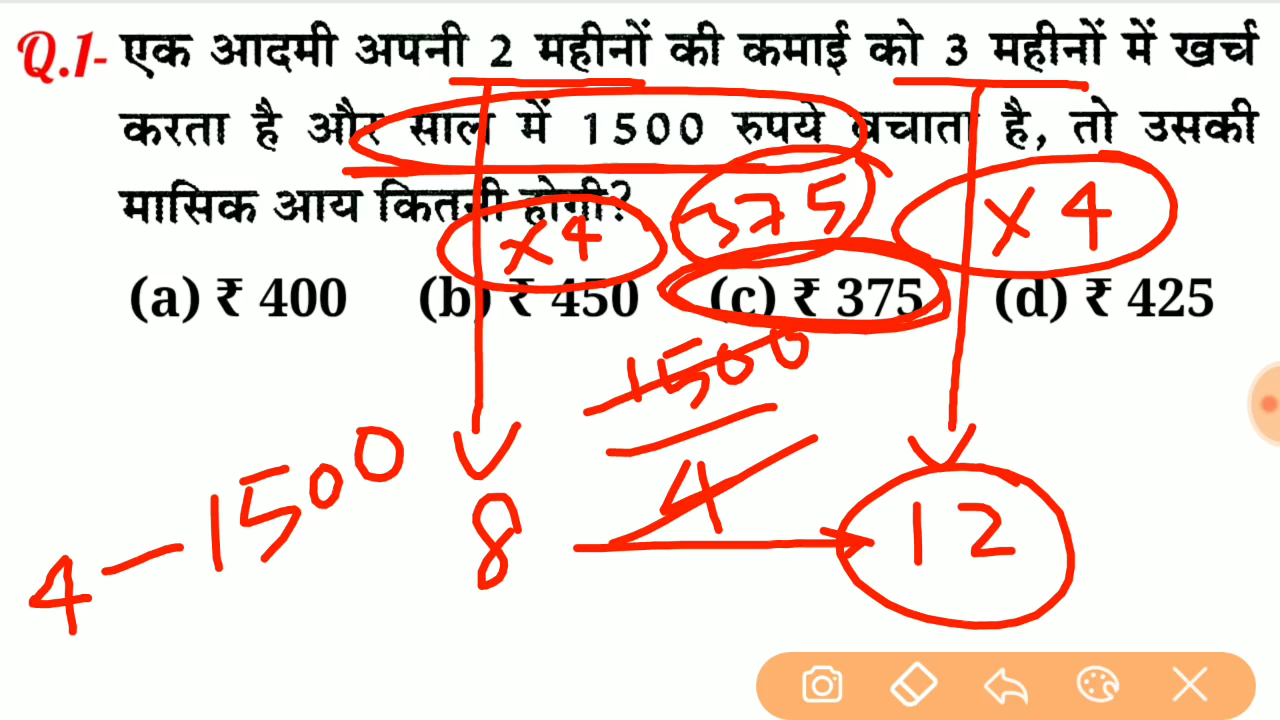 Q.1- एक आदमी अपनी 2 महीनों की कमाई को 3 महीनों में खर्च
करता है और साल में 1500 रुपये बचाता है, तो उसकी
मासिक आय कितनी होगी?
375
×4
×4
(a) ₹ 400 (b) ₹ 450 (c) ₹ 375 (d) ₹ 425
1500
4
4 — 1500
8
12